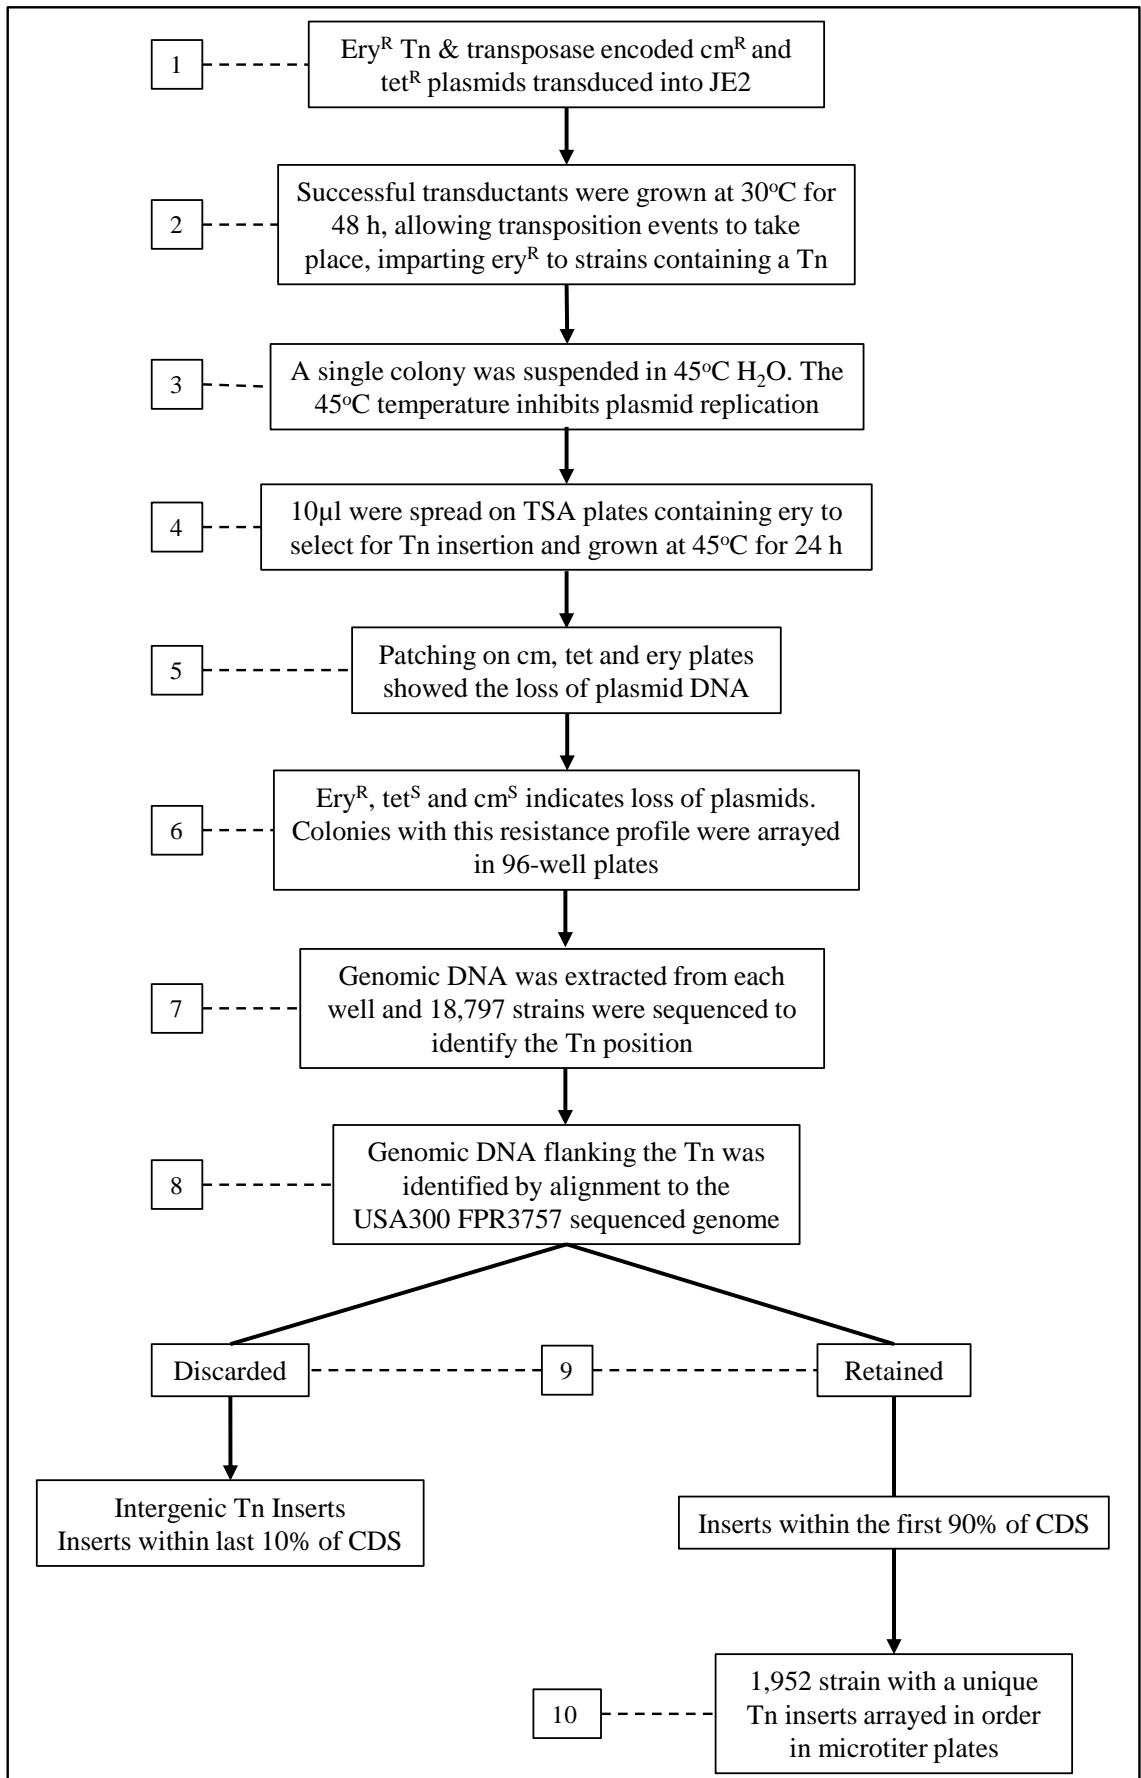 1
Ery^R Tn & transposase encoded cm^R and
tet^R plasmids transduced into JE2
2
Successful transductants were grown at 30°C for
48 h, allowing transposition events to take
place, imparting ery^R to strains containing a Tn
3
A single colony was suspended in 45°C H₂O. The
45°C temperature inhibits plasmid replication
4
10µl were spread on TSA plates containing ery to
select for Tn insertion and grown at 45°C for 24 h
5
Patching on cm, tet and ery plates
showed the loss of plasmid DNA
6
Ery^R, tet^S and cm^S indicates loss of plasmids.
Colonies with this resistance profile were arrayed
in 96-well plates
7
Genomic DNA was extracted from each
well and 18,797 strains were sequenced to
identify the Tn position
8
Genomic DNA flanking the Tn was
identified by alignment to the
USA300 FPR3757 sequenced genome
Discarded
9
Retained
Intergenic Tn Inserts
Inserts within last 10% of CDS
Inserts within the first 90% of CDS
10
1,952 strain with a unique
Tn inserts arrayed in order
in microtiter plates